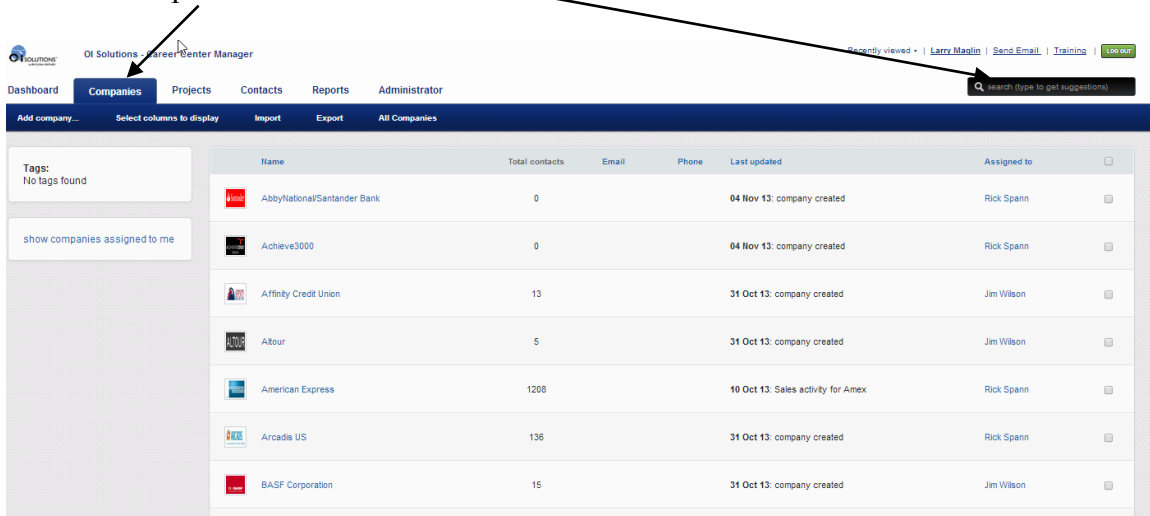 OI SOLUTIONS OI Solutions - Career Center Manager Recently viewed | Larry Maglin | Send Email | Training | LOG OUT
Dashboard Companies Projects Contacts Reports Administrator search (type to get suggestions)
Add company... Select columns to display Import Export All Companies
Tags:
No tags found
show companies assigned to me
Name Total contacts Email Phone Last updated Assigned to
Santander AbbyNational/Santander Bank 0 04 Nov 13: company created Rick Spann
Achieve3000 0 04 Nov 13: company created Rick Spann
Affinity Credit Union 13 31 Oct 13: company created Jim Wilson
ALTOUR Altour 5 31 Oct 13: company created Jim Wilson
American Express 1208 10 Oct 13: Sales activity for Amex Rick Spann
ARCADIS Arcadis US 136 31 Oct 13: company created Rick Spann
BASF Corporation 15 31 Oct 13: company created Jim Wilson